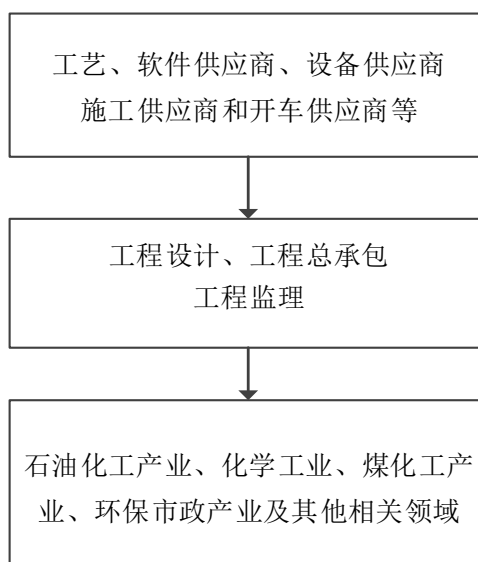 工艺、软件供应商、设备供应商
施工供应商和开车供应商等
工程设计、工程总承包
工程监理
石油化工产业、化学工业、煤化工产
业、环保市政产业及其他相关领域